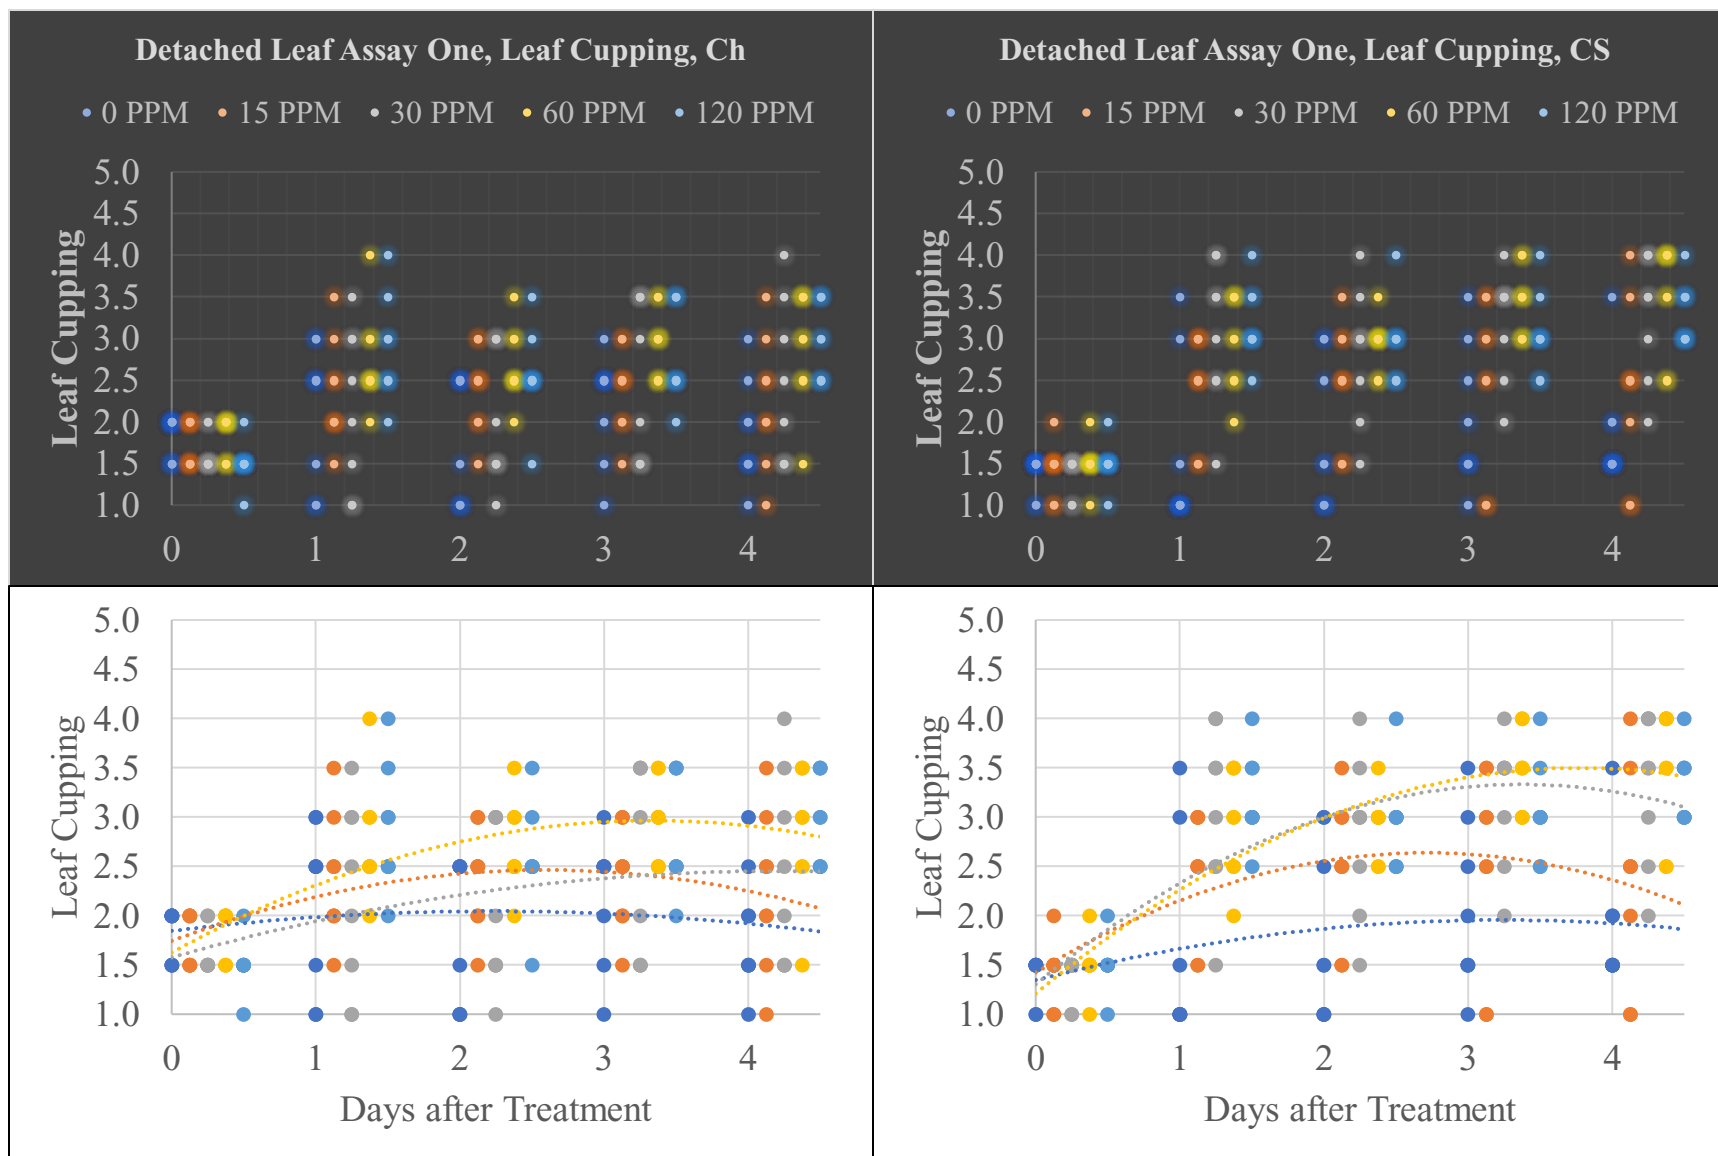 Detached Leaf Assay One, Leaf Cupping, Ch
0 PPM 15 PPM 30 PPM 60 PPM 120 PPM
Leaf Cupping
5.0
4.5
4.0
3.5
3.0
2.5
2.0
1.5
1.0
0 1 2 3 4
Detached Leaf Assay One, Leaf Cupping, CS
0 PPM 15 PPM 30 PPM 60 PPM 120 PPM
Leaf Cupping
5.0
4.5
4.0
3.5
3.0
2.5
2.0
1.5
1.0
0 1 2 3 4
Leaf Cupping
5.0
4.5
4.0
3.5
3.0
2.5
2.0
1.5
1.0
0 1 2 3 4
Days after Treatment
Leaf Cupping
5.0
4.5
4.0
3.5
3.0
2.5
2.0
1.5
1.0
0 1 2 3 4
Days after Treatment